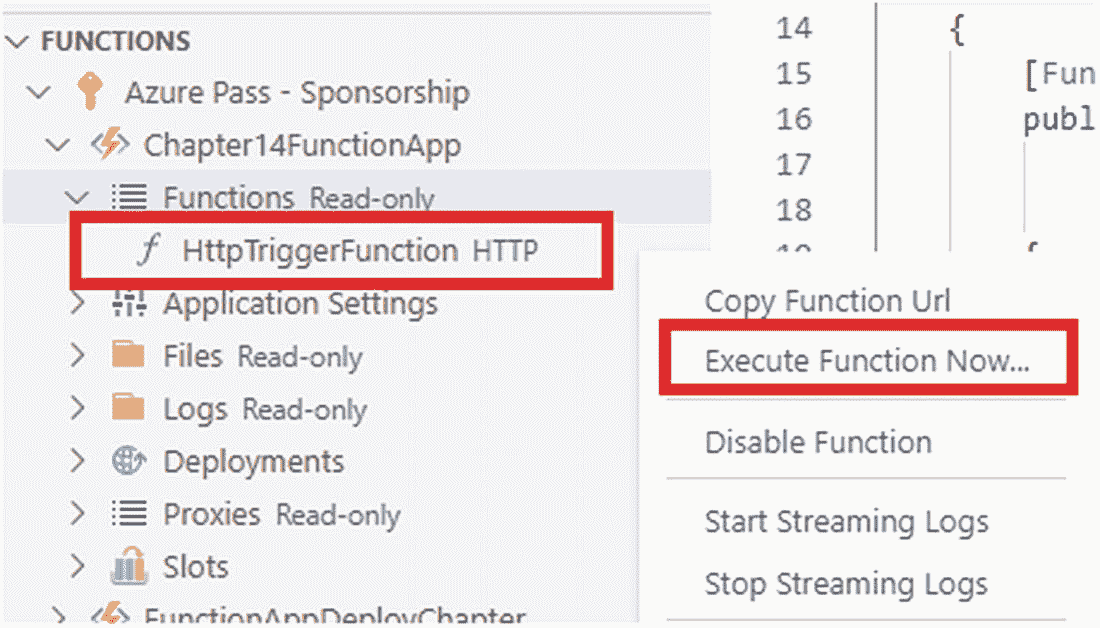 FUNCTIONS
Azure Pass - Sponsorship
Chapter14FunctionApp
Functions Read-only
f HttpTriggerFunction HTTP
Application Settings
Files Read-only
Logs Read-only
Deployments
Proxies Read-only
Slots
FunctionAppDeployChapter
14 {
15 [Fun
16 publ
17
18
19 {
Copy Function Url
Execute Function Now...
Disable Function
Start Streaming Logs
Stop Streaming Logs